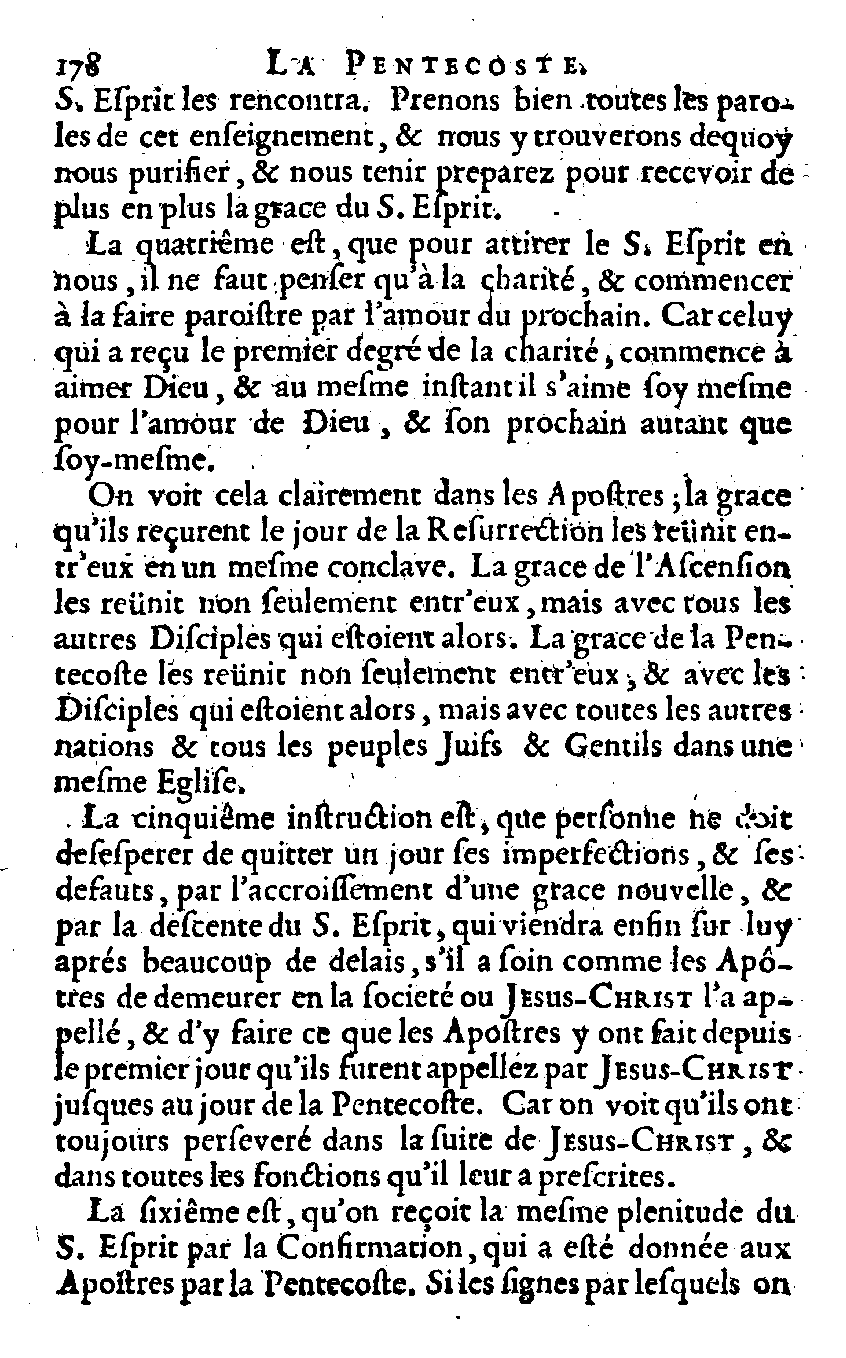 178 LA PENTECOSTE.
S. Eſprit les rencontra. Prenons bien toutes les paro-
les de cet enſeignement, & nous y trouverons dequoy
nous purifier, & nous tenir preparez pour recevoir de
plus en plus la grace du S. Eſprit.
La quatriême eſt, que pour attirer le S. Eſprit en
nous, il ne faut penſer qu'à la charité, & commencer
à la faire paroiſtre par l'amour du prochain. Car celuy
qui a reçu le premier degré de la charité, commence à
aimer Dieu, & au meſme inſtant il s'aime ſoy meſme
pour l'amour de Dieu, & ſon prochain autant que
ſoy-meſme.
On voit cela clairement dans les Apoſtres; la grace
qu'ils reçurent le jour de la Reſurrection les reünit en-
tr'eux en un meſme conclave. La grace de l'Aſcenſion
les reünit non ſeulement entr'eux, mais avec tous les
autres Diſciples qui eſtoient alors. La grace de la Pen-
tecoſte les reünit non ſeulement entr'eux, & avec les
Diſciples qui eſtoient alors, mais avec toutes les autres
nations & tous les peuples Juifs & Gentils dans une
meſme Egliſe.
La cinquiême inſtruction eſt, que perſonne ne doit
deſeſperer de quitter un jour ſes imperfections, & ſes
defauts, par l'accroiſſement d'une grace nouvelle, &
par la deſcente du S. Eſprit, qui viendra enfin ſur luy
aprés beaucoup de delais, s'il a ſoin comme les Apô-
tres de demeurer en la ſocieté ou JESUS-CHRIST l'a ap-
pellé, & d'y faire ce que les Apoſtres y ont fait depuis
le premier jour qu'ils furent appellez par JESUS-CHRIST
juſques au jour de la Pentecoſte. Car on voit qu'ils ont
toujours perſeveré dans la ſuite de JESUS-CHRIST, &
dans toutes les fonctions qu'il leur a preſcrites.
La ſixiême eſt, qu'on reçoit la meſme plenitude du
S. Eſprit par la Confirmation, qui a eſté donnée aux
Apoſtres par la Pentecoſte. Si les ſignes par leſquels on